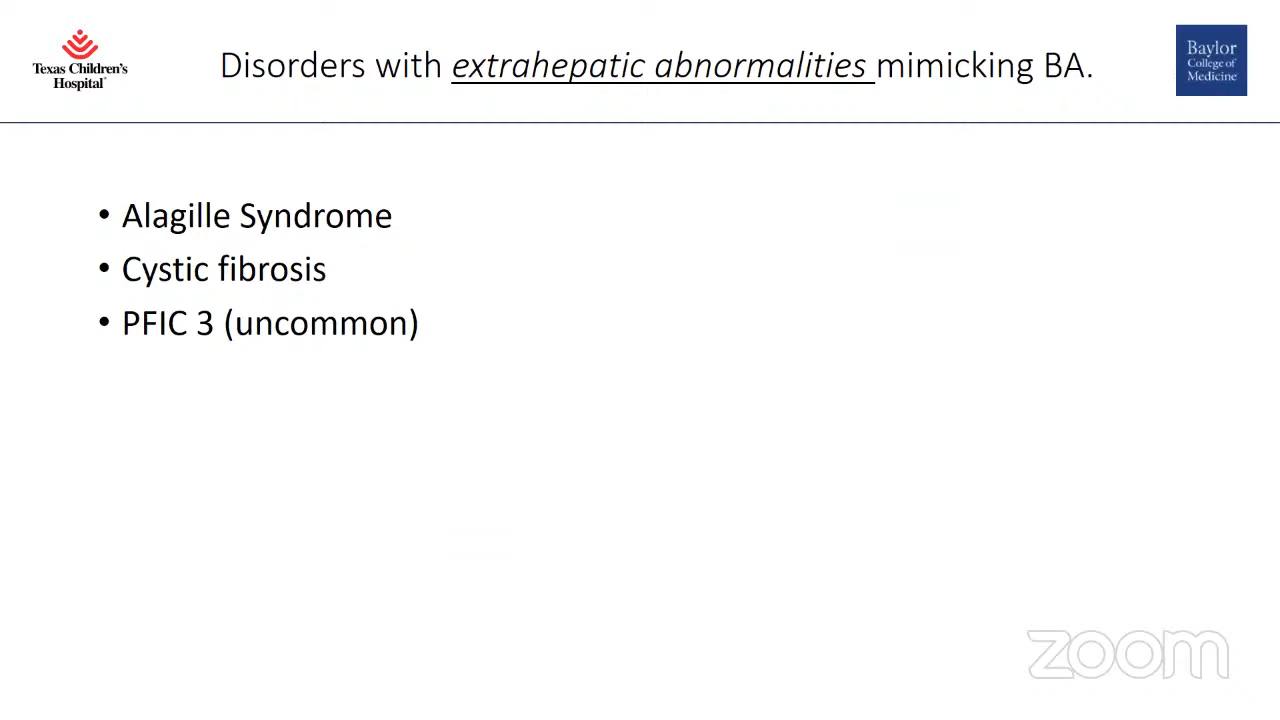 Texas Children's
Hospital
Disorders with extrahepatic abnormalities mimicking BA.
Baylor
College of
Medicine
• Alagille Syndrome
• Cystic fibrosis
• PFIC 3 (uncommon)
zoom